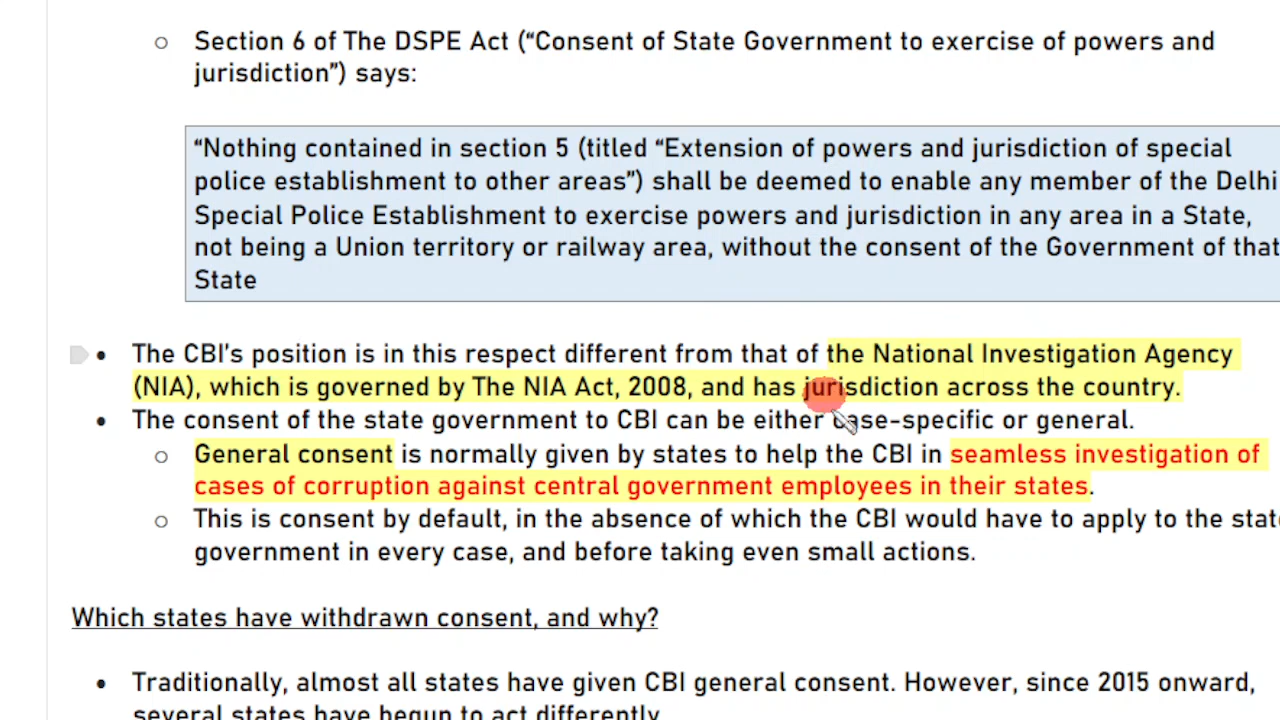 ○ Section 6 of The DSPE Act (“Consent of State Government to exercise of powers and
jurisdiction”) says:
“Nothing contained in section 5 (titled “Extension of powers and jurisdiction of special
police establishment to other areas”) shall be deemed to enable any member of the Delhi
Special Police Establishment to exercise powers and jurisdiction in any area in a State,
not being a Union territory or railway area, without the consent of the Government of that
State
• The CBI’s position is in this respect different from that of the National Investigation Agency
(NIA), which is governed by The NIA Act, 2008, and has jurisdiction across the country.
• The consent of the state government to CBI can be either case-specific or general.
○ General consent is normally given by states to help the CBI in seamless investigation of
cases of corruption against central government employees in their states.
○ This is consent by default, in the absence of which the CBI would have to apply to the state
government in every case, and before taking even small actions.
Which states have withdrawn consent, and why?
• Traditionally, almost all states have given CBI general consent. However, since 2015 onward,
several states have begun to act differently